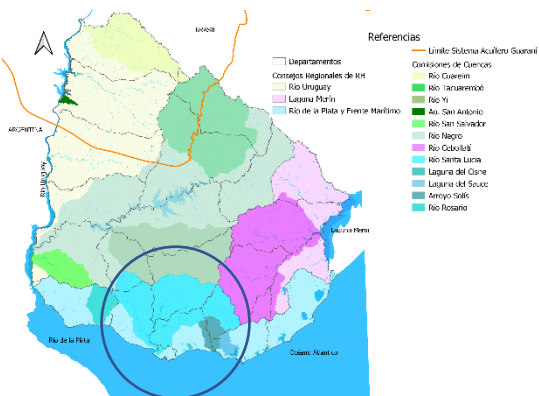 BRASIL
ARGENTINA
Río Uruguay
Laguna Merín
Río de la Plata
Océano Atlántico
Referencias
Departamentos
Consejos Regionales de RH
Río Uruguay
Laguna Merín
Río de la Plata y Frente Marítimo
Límite Sistema Acuífero Guaraní
Comisiones de Cuencas
Río Cuareim
Río Tacuarembó
Río Yi
Ao. San Antonio
Río San Salvador
Río Negro
Río Cebollatí
Río Santa Lucía
Laguna del Cisne
Laguna del Sauce
Arroyo Solís
Río Rosario